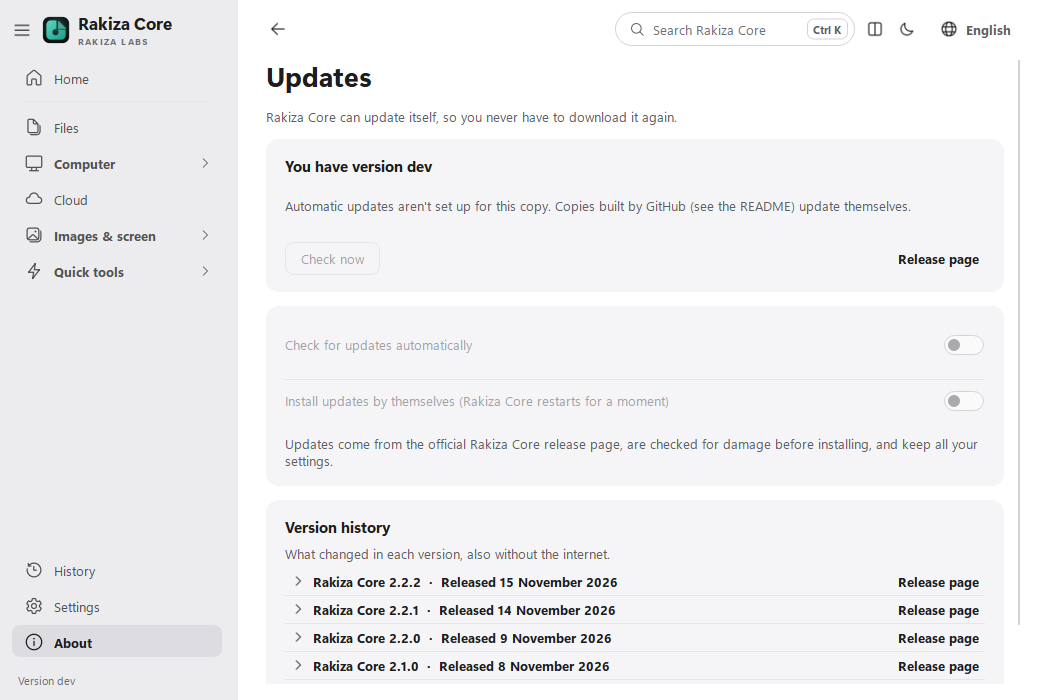 Rakiza Core
RAKIZA LABS
Home
Files
Computer
Cloud
Images & screen
Quick tools
History
Settings
About
Version dev
Search Rakiza Core
Ctrl K
English
Updates
Rakiza Core can update itself, so you never have to download it again.
You have version dev
Automatic updates aren't set up for this copy. Copies built by GitHub (see the README) update themselves.
Check now
Release page
Check for updates automatically
Install updates by themselves (Rakiza Core restarts for a moment)
Updates come from the official Rakiza Core release page, are checked for damage before installing, and keep all your
settings.
Version history
What changed in each version, also without the internet.
Rakiza Core 2.2.2 · Released 15 November 2026 Release page
Rakiza Core 2.2.1 · Released 14 November 2026 Release page
Rakiza Core 2.2.0 · Released 9 November 2026 Release page
Rakiza Core 2.1.0 · Released 8 November 2026 Release page